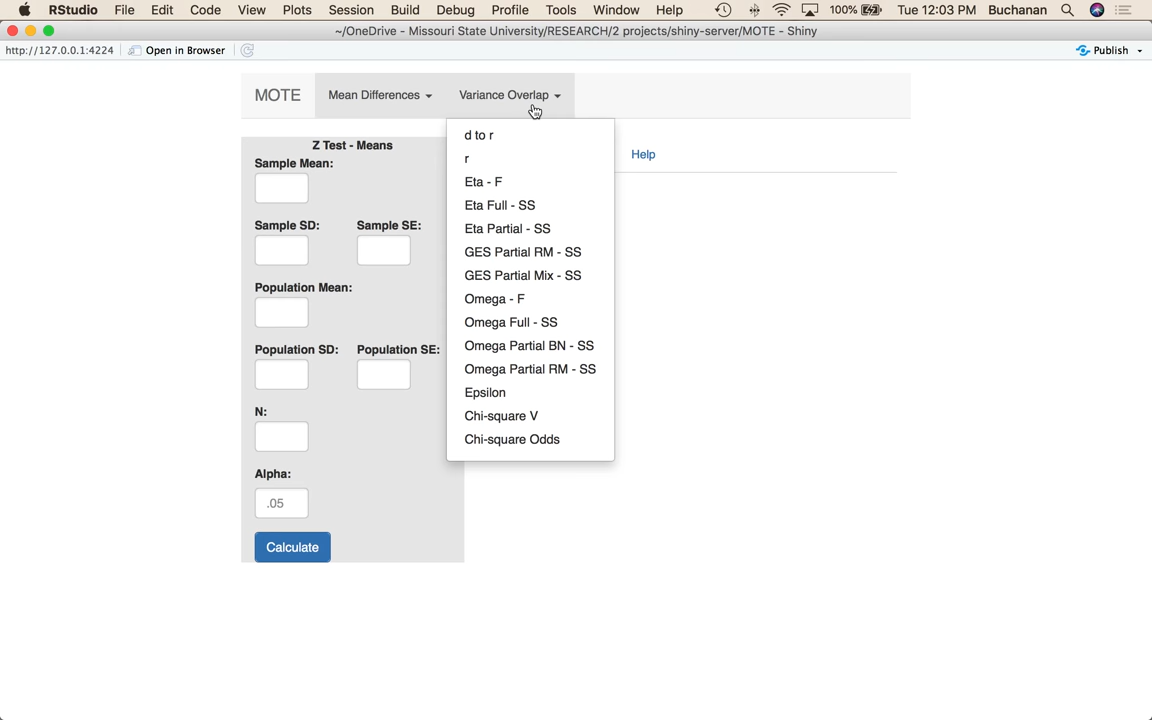 RStudio File Edit Code View Plots Session Build Debug Profile Tools Window Help 100% Tue 12:03 PM Buchanan
~/OneDrive - Missouri State University/RESEARCH/2 projects/shiny-server/MOTE - Shiny
http://127.0.0.1:4224 Open in Browser Publish
MOTE Mean Differences Variance Overlap
Z Test - Means
Sample Mean:
Sample SD: Sample SE:
Population Mean:
Population SD: Population SE:
N:
Alpha:
.05
Calculate
d to r
r
Eta - F
Eta Full - SS
Eta Partial - SS
GES Partial RM - SS
GES Partial Mix - SS
Omega - F
Omega Full - SS
Omega Partial BN - SS
Omega Partial RM - SS
Epsilon
Chi-square V
Chi-square Odds
Help